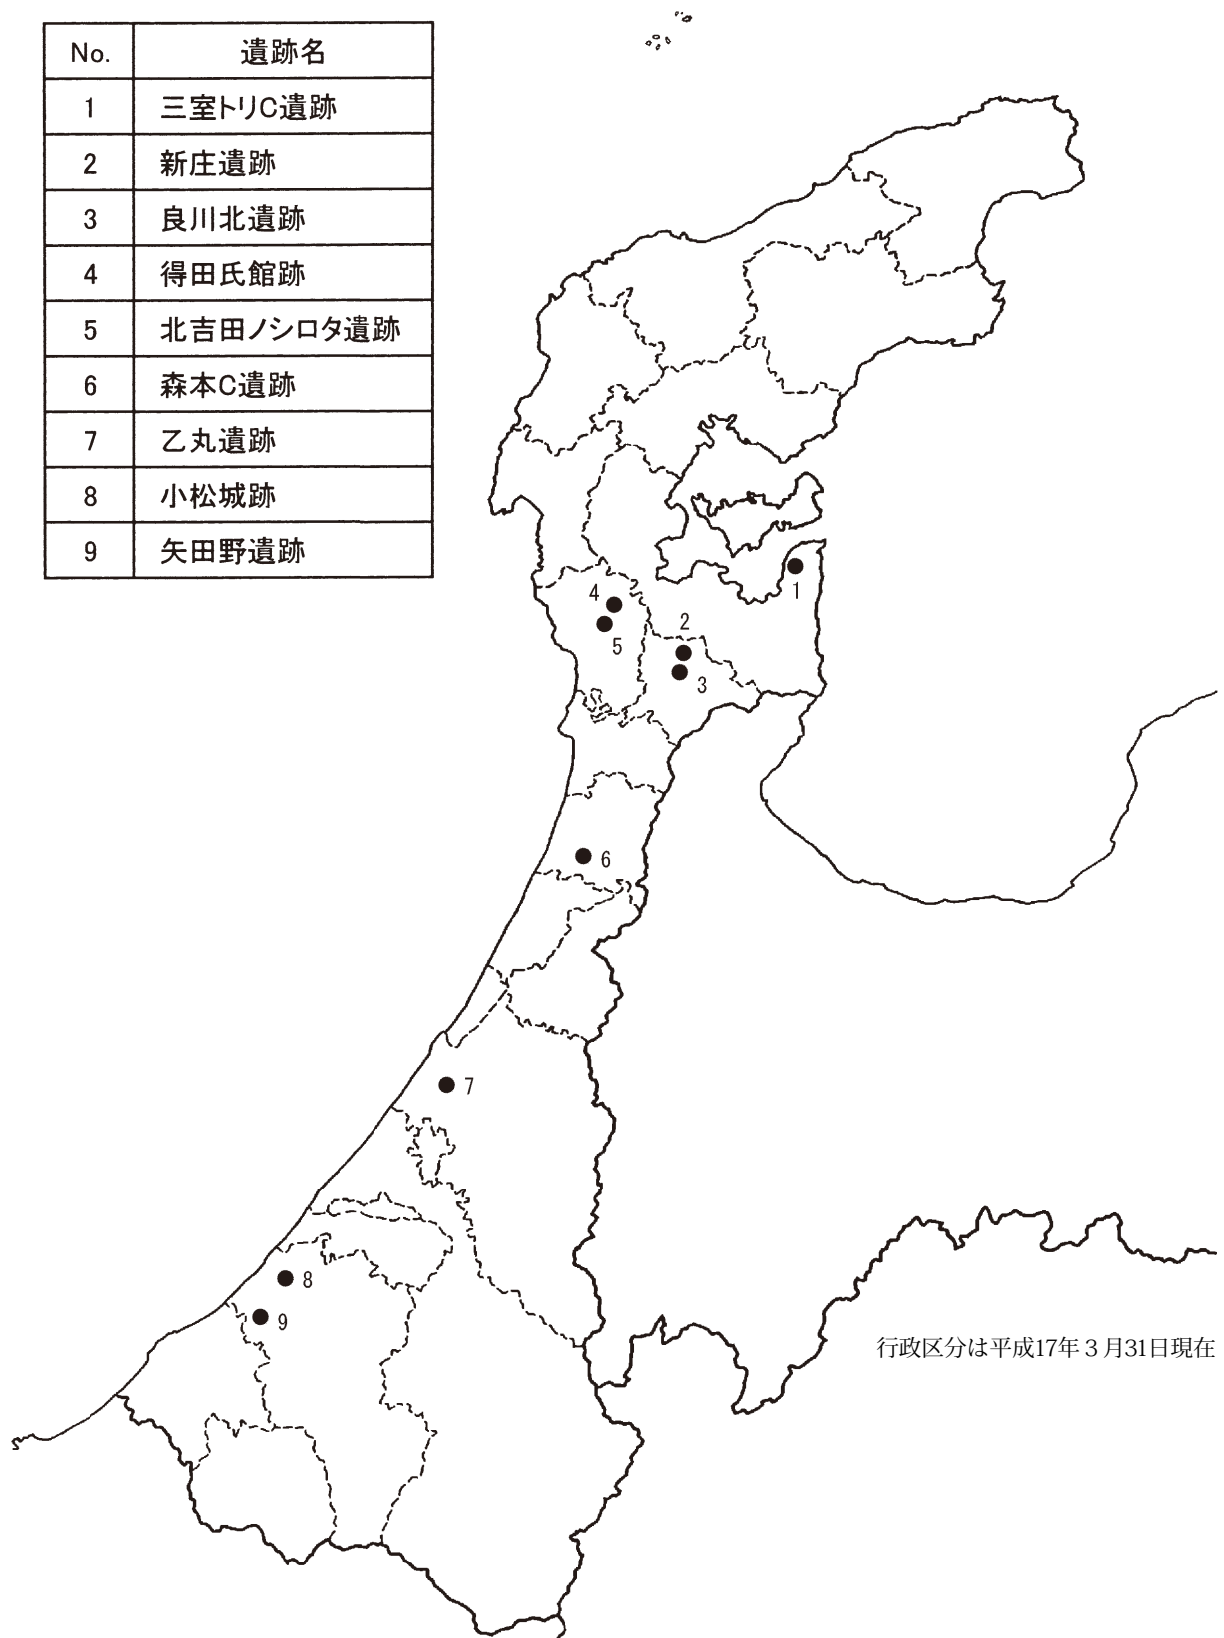 No. 遺跡名
1 三室トリC遺跡
2 新庄遺跡
3 良川北遺跡
4 得田氏館跡
5 北吉田ノシロタ遺跡
6 森本C遺跡
7 乙丸遺跡
8 小松城跡
9 矢田野遺跡
1
4
2
5
3
6
7
8
9
行政区分は平成17年3月31日現在